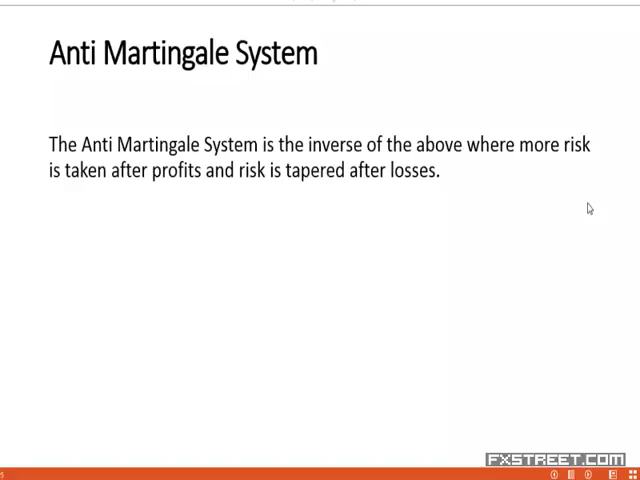 Anti Martingale System
The Anti Martingale System is the inverse of the above where more risk
is taken after profits and risk is tapered after losses.
FXSTREET.COM